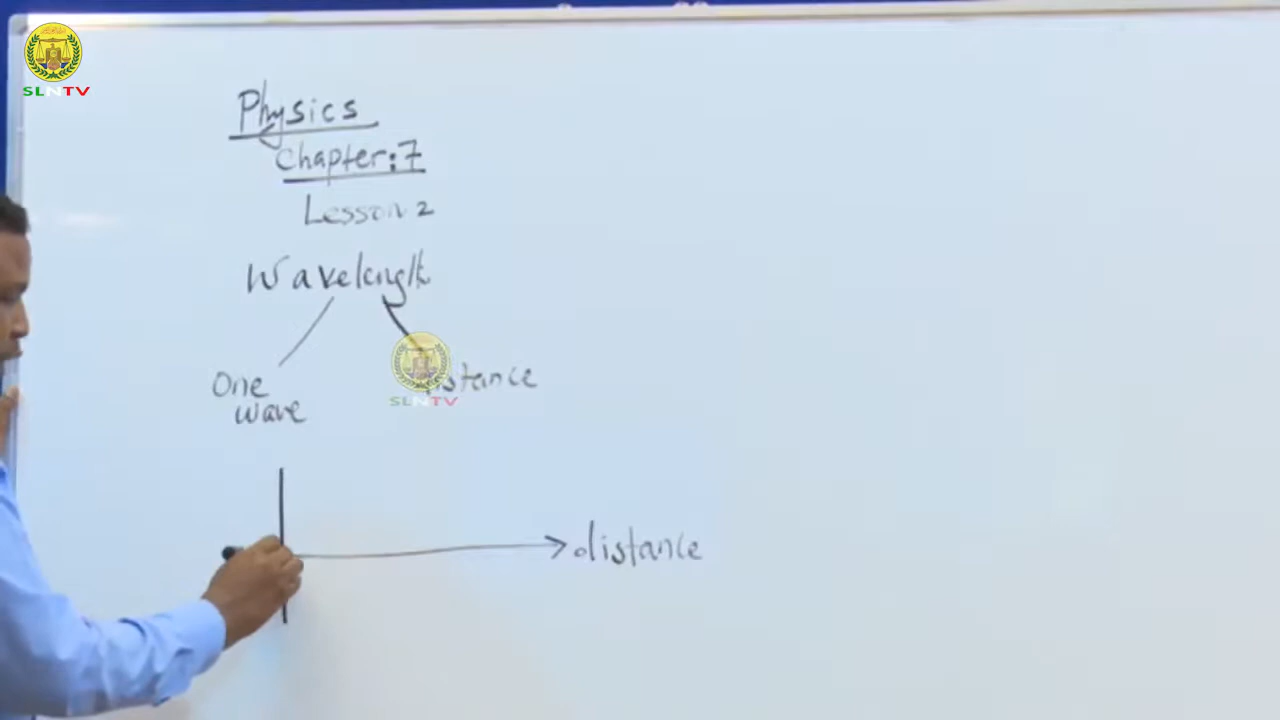 SLNTV
Physics
Chapter:7
Lesson 2
Wavelength
One
wave
distance
SLNTV
distance